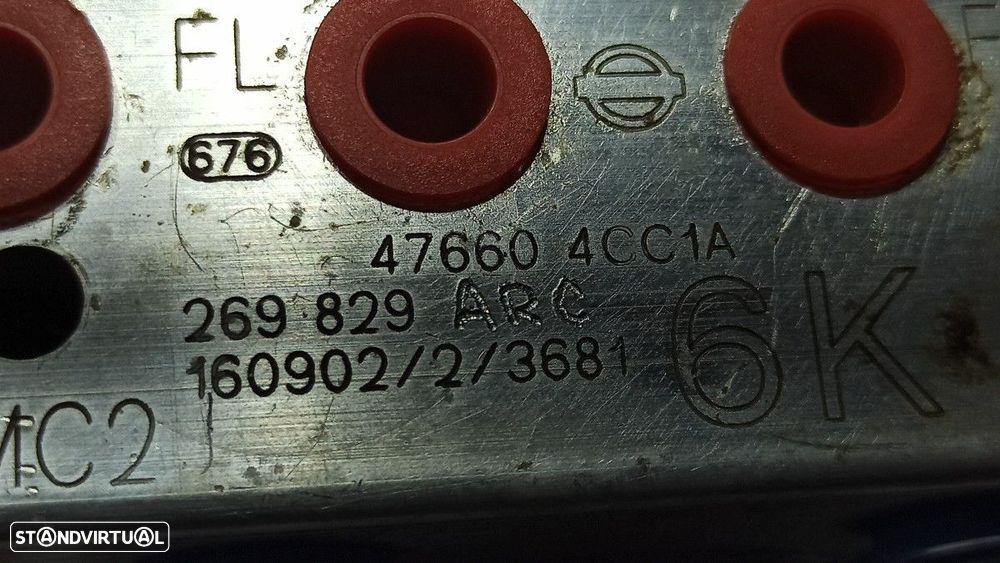 FL
676
47660 4CC1A
269 829 ARC
160902/2/3681
6K
MC2
STANDVIRTUAL